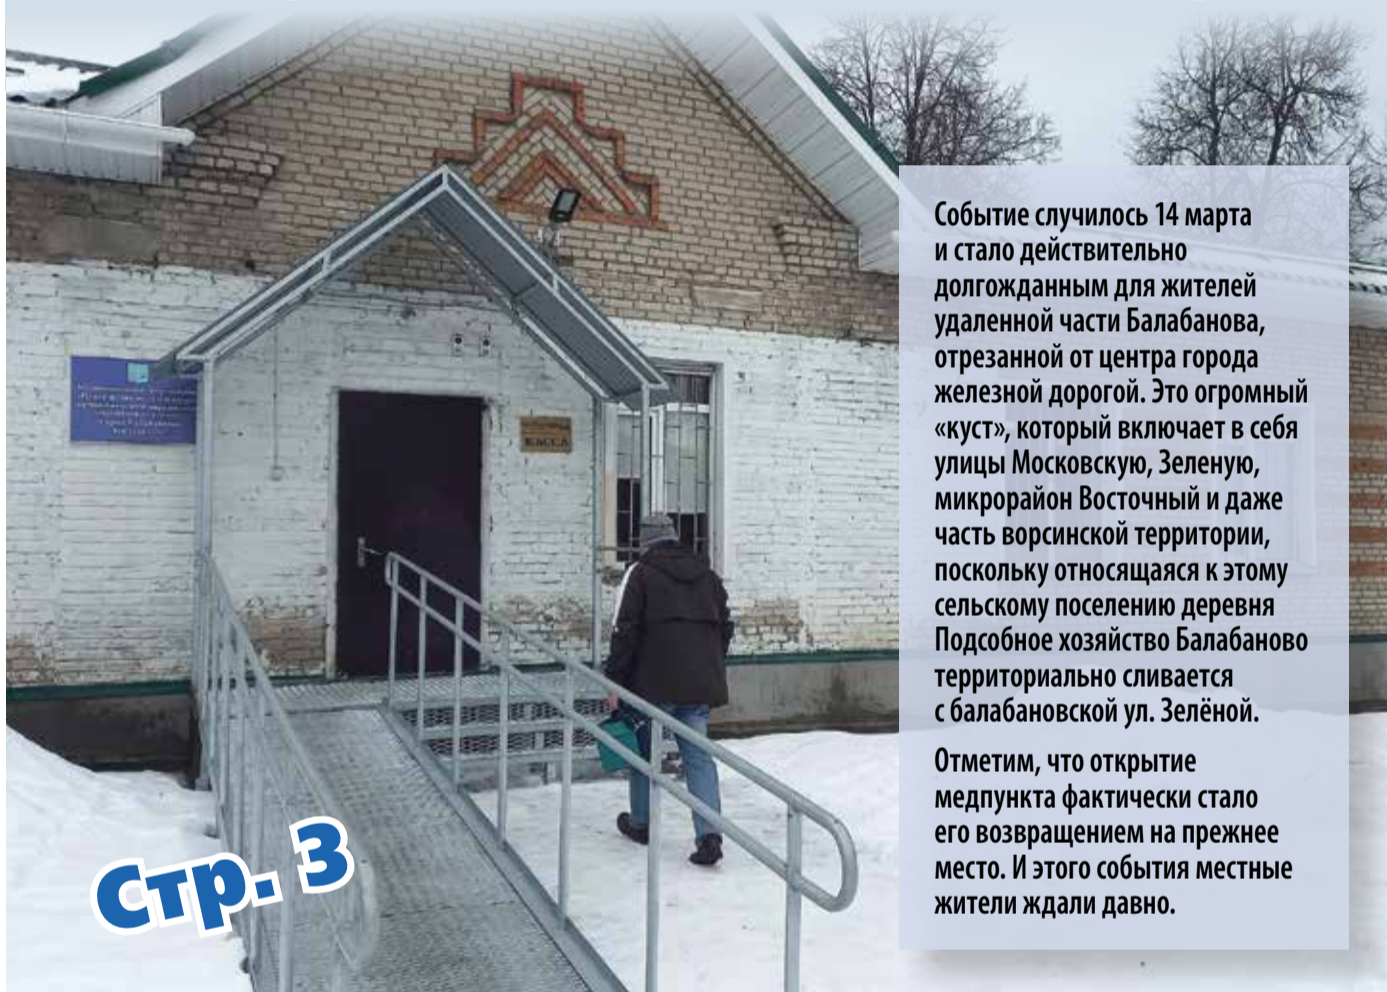 Событие случилось 14 марта
и стало действительно
долгожданным для жителей
удаленной части Балабанова,
отрезанной от центра города
железной дорогой. Это огромный
«куст», который включает в себя
улицы Московскую, Зеленую,
микрорайон Восточный и даже
часть ворсинской территории,
поскольку относящаяся к этому
сельскому поселению деревня
Подсобное хозяйство Балабаново
территориально сливается
с балабановской ул. Зелёной.
Отметим, что открытие
медпункта фактически стало
его возвращением на прежнее
место. И этого события местные
жители ждали давно.
КАССА
Стр. 3